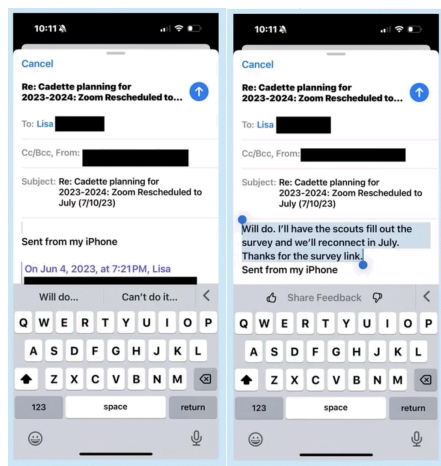 10:11
Cancel
Re: Cadette planning for
2023-2024: Zoom Rescheduled to...
To: Lisa
Cc/Bcc, From:
Subject: Re: Cadette planning for
2023-2024: Zoom Rescheduled to
July (7/10/23)
Sent from my iPhone
On Jun 4, 2023, at 7:21 PM, Lisa
Will do... Can't do it...
Q W E R T Y U I O P
A S D F G H J K L
Z X C V B N M
123 space return
10:11
Cancel
Re: Cadette planning for
2023-2024: Zoom Rescheduled to...
To: Lisa
Cc/Bcc, From:
Subject: Re: Cadette planning for
2023-2024: Zoom Rescheduled to
July (7/10/23)
Will do. I'll have the scouts fill out the
survey and we'll reconnect in July.
Thanks for the survey link.
Sent from my iPhone
Share Feedback
Q W E R T Y U I O P
A S D F G H J K L
Z X C V B N M
123 space return